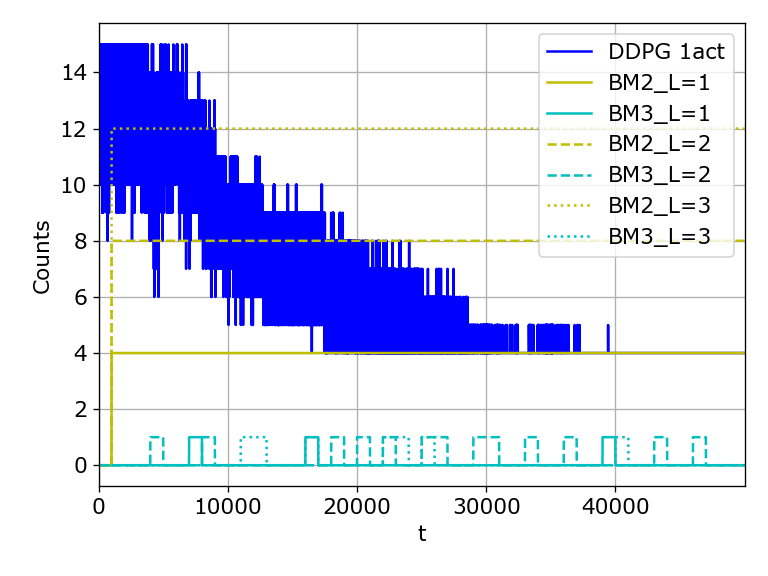 14
12
10
8
6
4
2
0
Counts
0 10000 20000 30000 40000
t
DDPG 1act
BM2_L=1
BM3_L=1
BM2_L=2
BM3_L=2
BM2_L=3
BM3_L=3